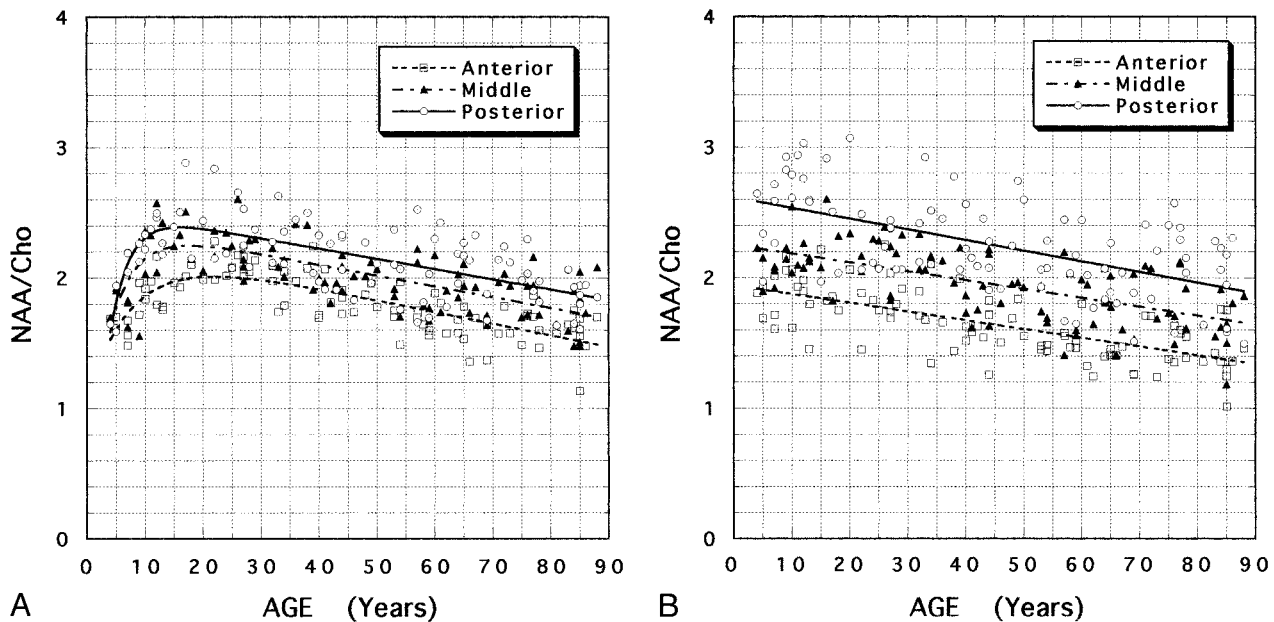 4
3
2
1
0
NAA/Cho
Anterior
Middle
Posterior
0 10 20 30 40 50 60 70 80 90
AGE (Years)
A
4
3
2
1
0
NAA/Cho
Anterior
Middle
Posterior
0 10 20 30 40 50 60 70 80 90
AGE (Years)
B